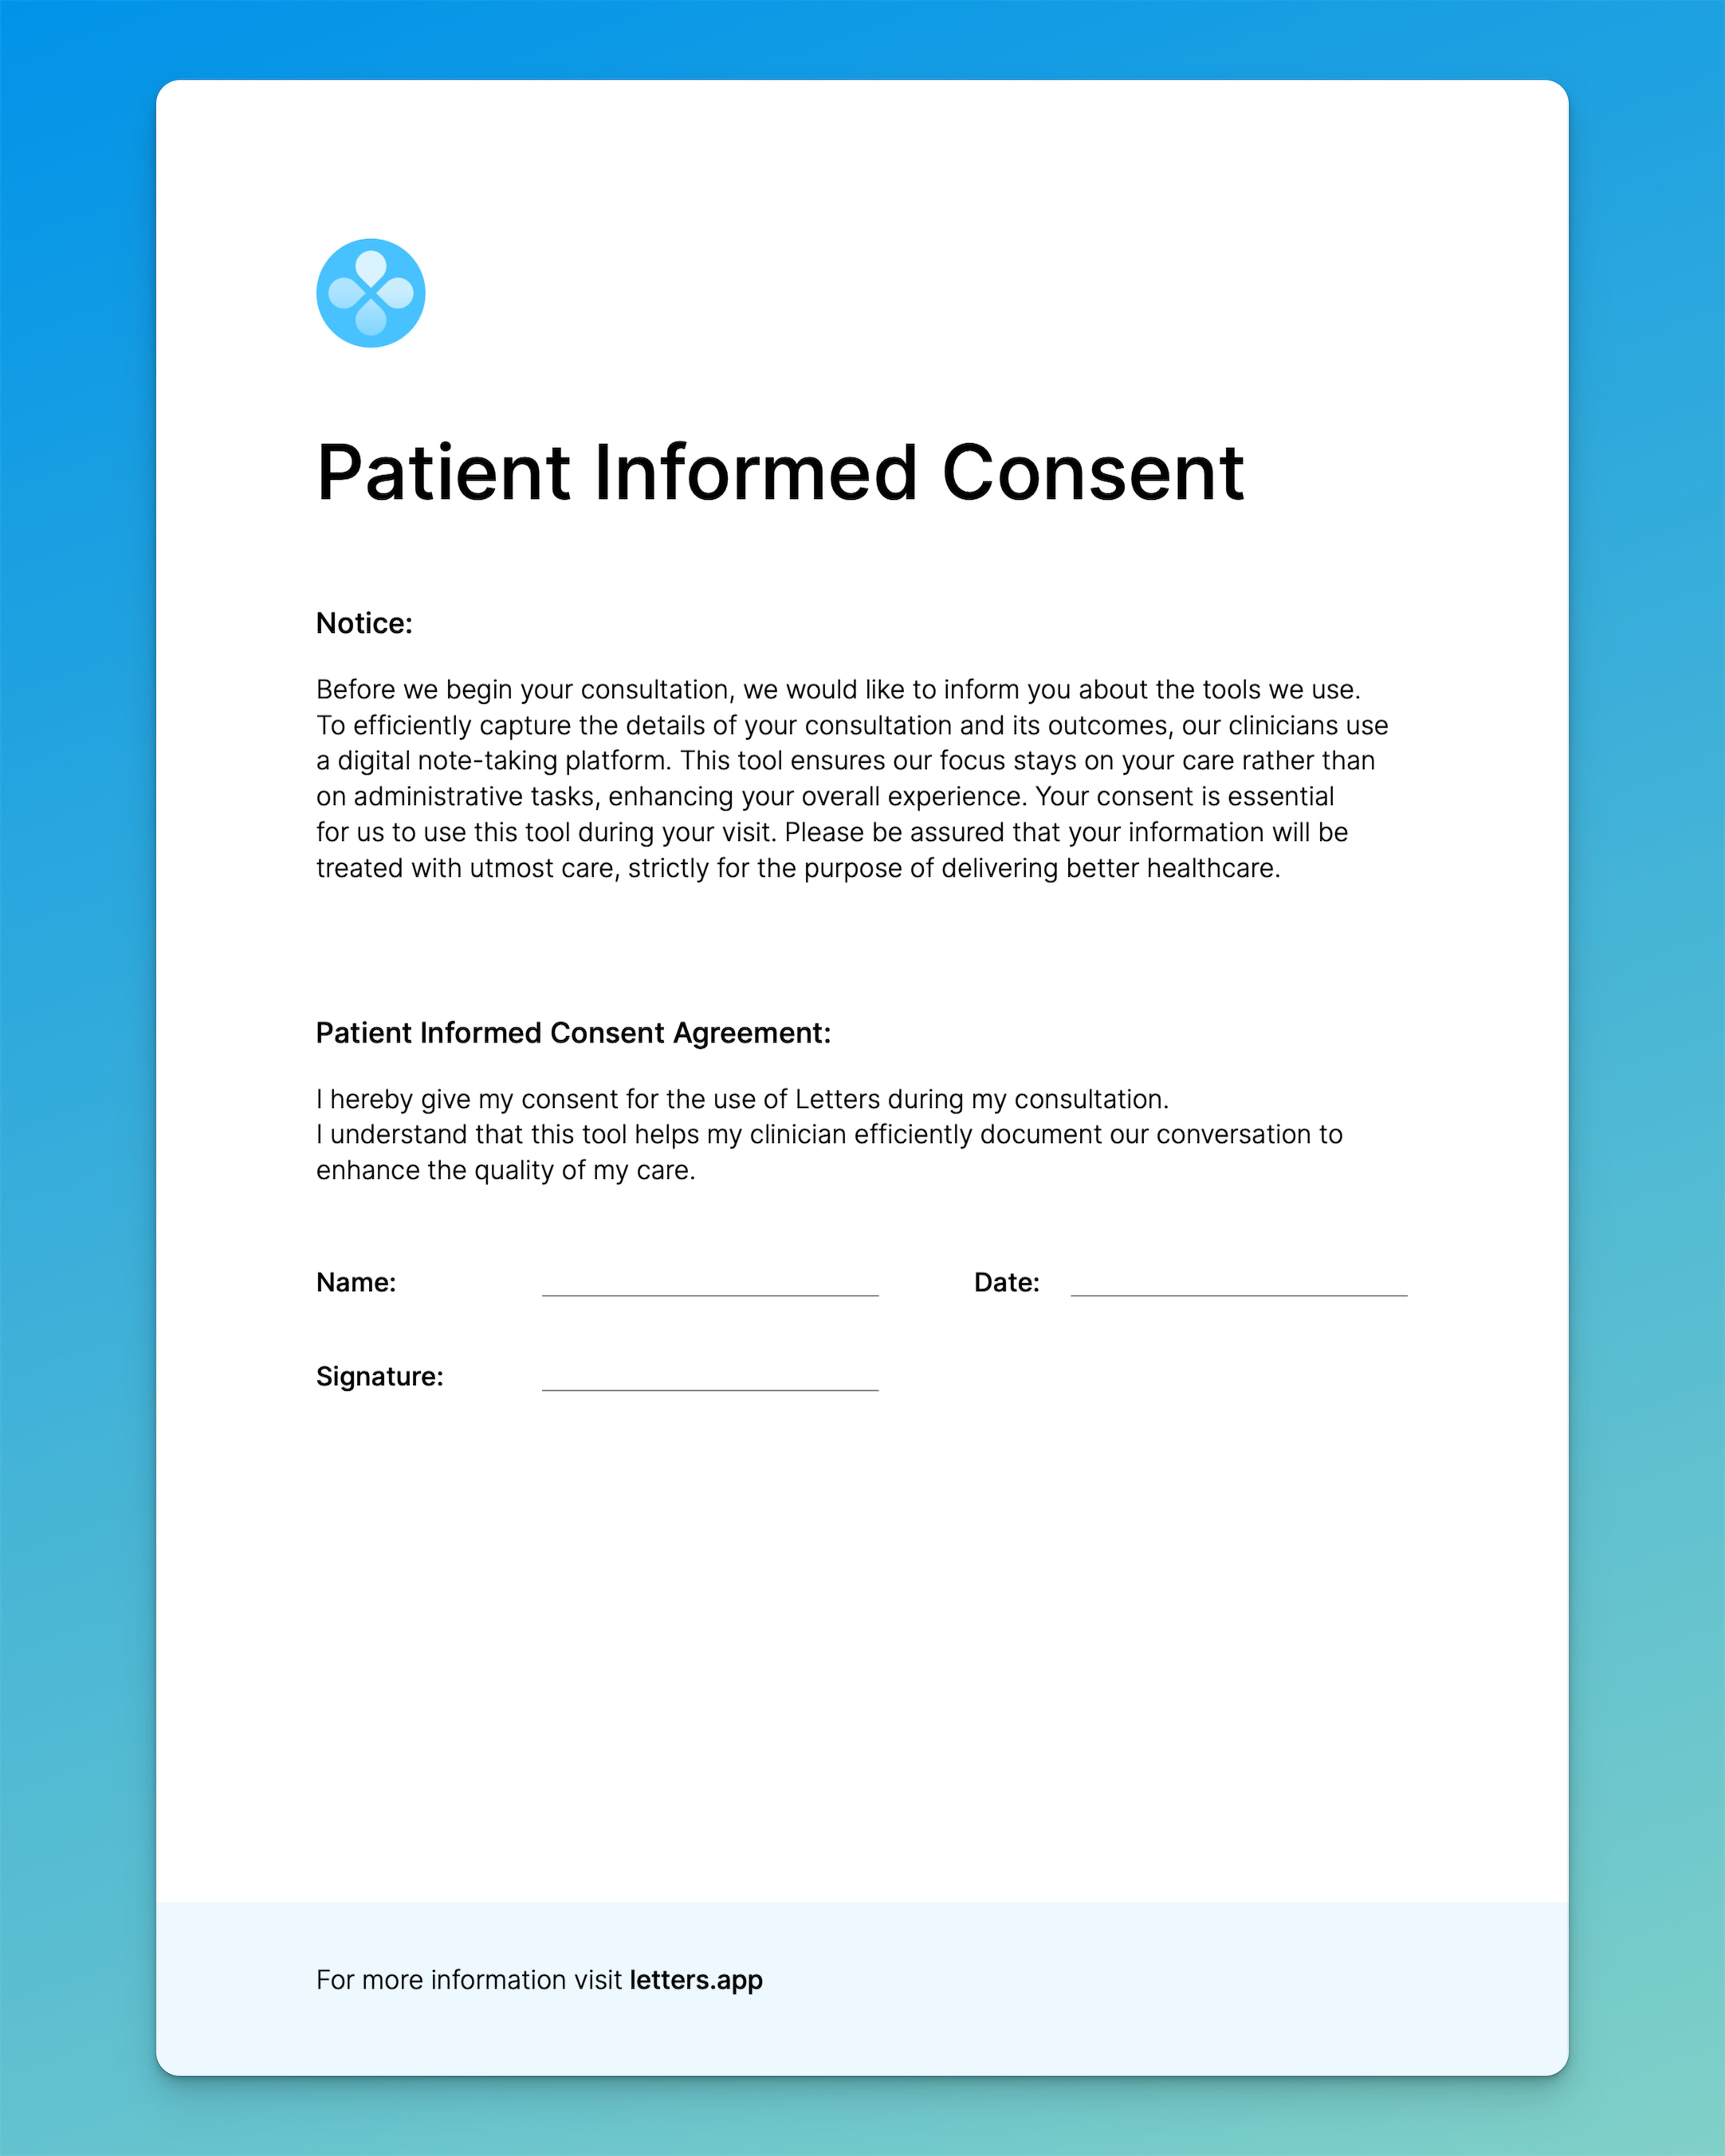 Patient Informed Consent
Notice:
Before we begin your consultation, we would like to inform you about the tools we use.
To efficiently capture the details of your consultation and its outcomes, our clinicians use
a digital note-taking platform. This tool ensures our focus stays on your care rather than
on administrative tasks, enhancing your overall experience. Your consent is essential
for us to use this tool during your visit. Please be assured that your information will be
treated with utmost care, strictly for the purpose of delivering better healthcare.
Patient Informed Consent Agreement:
I hereby give my consent for the use of Letters during my consultation.
I understand that this tool helps my clinician efficiently document our conversation to
enhance the quality of my care.
Name: Date:
Signature:
For more information visit letters.app